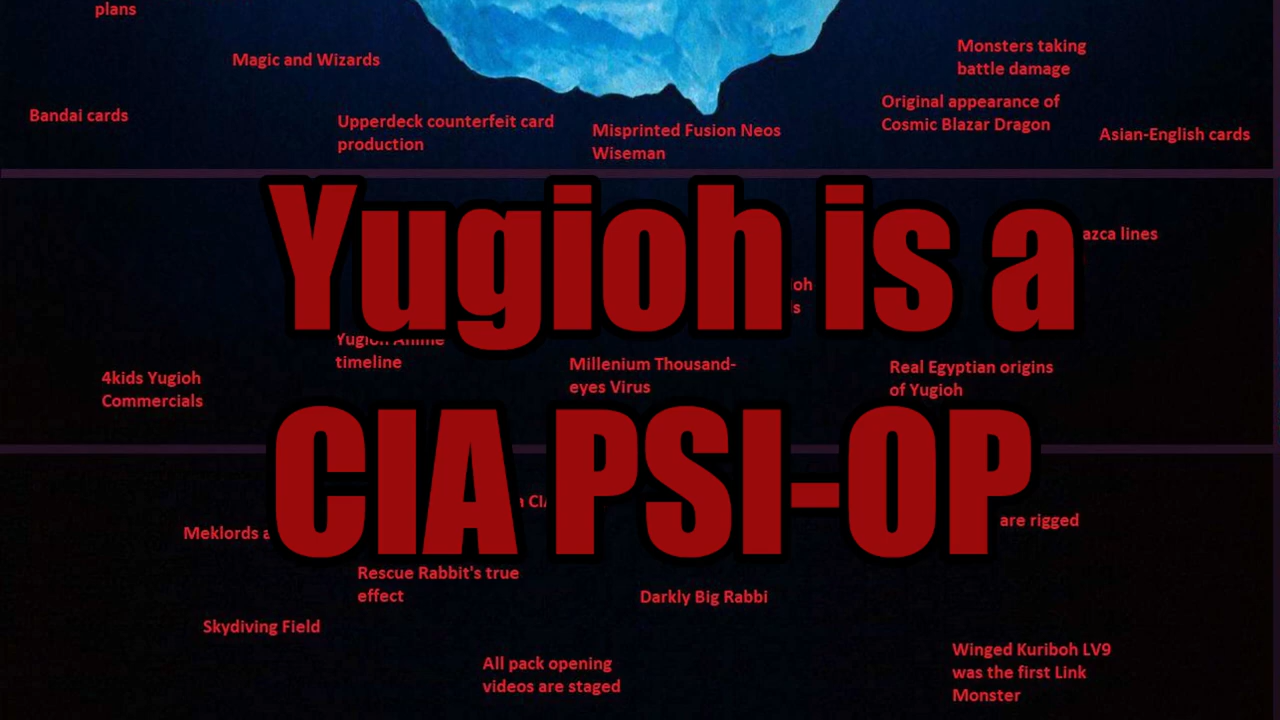 plans
Magic and Wizards
Monsters taking
battle damage
Bandai cards
Upperdeck counterfeit card
production
Misprinted Fusion Neos
Wiseman
Original appearance of
Cosmic Blazar Dragon
Asian-English cards
Yugioh is a
azca lines
oh
s
Yugioh Anime
timeline
4kids Yugioh
Commercials
Millenium Thousand-
eyes Virus
Real Egyptian origins
of Yugioh
CIA PSI-OP
Meklords a
a CIA
are rigged
Rescue Rabbit's true
effect
Darkly Big Rabbi
Skydiving Field
All pack opening
videos are staged
Winged Kuriboh LV9
was the first Link
Monster